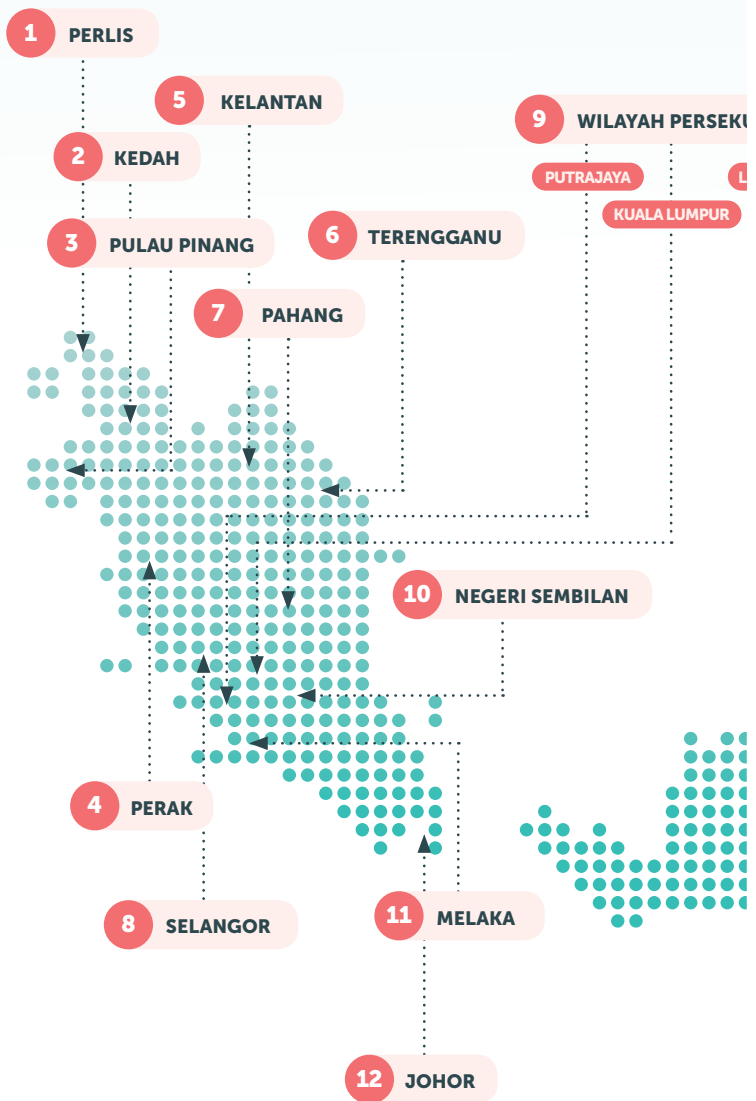 1 PERLIS
5 KELANTAN
9 WILAYAH PERSEKU
2 KEDAH
PUTRAJAYA
L
KUALA LUMPUR
3 PULAU PINANG
6 TERENGGANU
7 PAHANG
10 NEGERI SEMBILAN
4 PERAK
8 SELANGOR
11 MELAKA
12 JOHOR